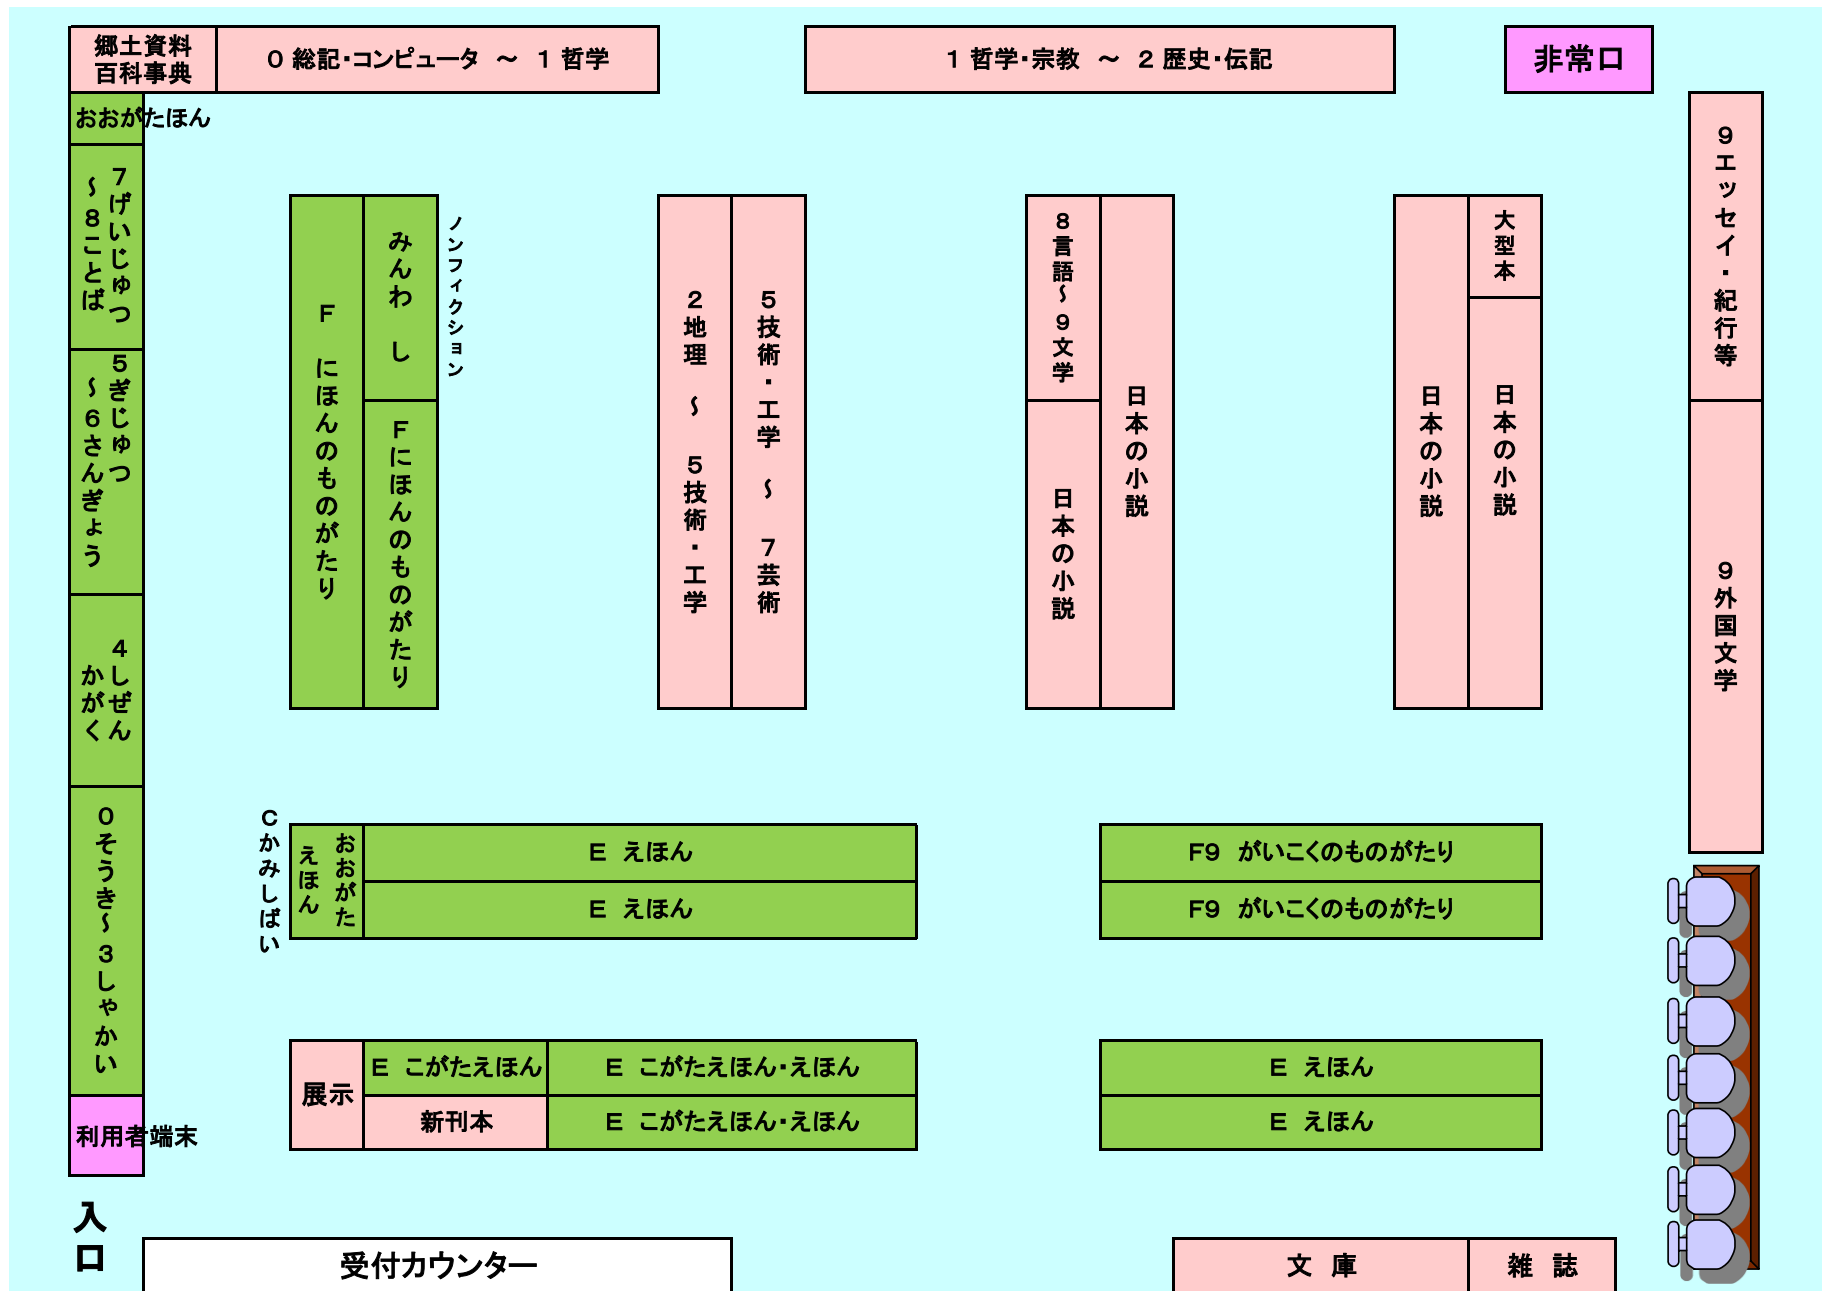 郷土資料
百科事典
0 総記・コンピュータ ～ 1 哲学
1 哲学・宗教 ～ 2 歴史・伝記
非常口
おおがたほん
7げいじゅつ
～8ことば
5ぎじゅつ
～6さんぎょう
4しぜん
かがく
0そうき～3しゃかい
利用者端末
入口
F にほんのものがたり
みんわ し
Fにほんのものがたり
ノンフィクション
2地理 ～ 5技術・工学
5技術・工学 ～ 7芸術
8言語～9文学
日本の小説
日本の小説
日本の小説
大型本
日本の小説
9エッセイ・紀行等
9外国文学
Cかみしばい
おおがた
えほん
E えほん
E えほん
F9 がいこくのものがたり
F9 がいこくのものがたり
展示
E こがたえほん
新刊本
E こがたえほん・えほん
E こがたえほん・えほん
E えほん
E えほん
受付カウンター
文 庫
雑 誌